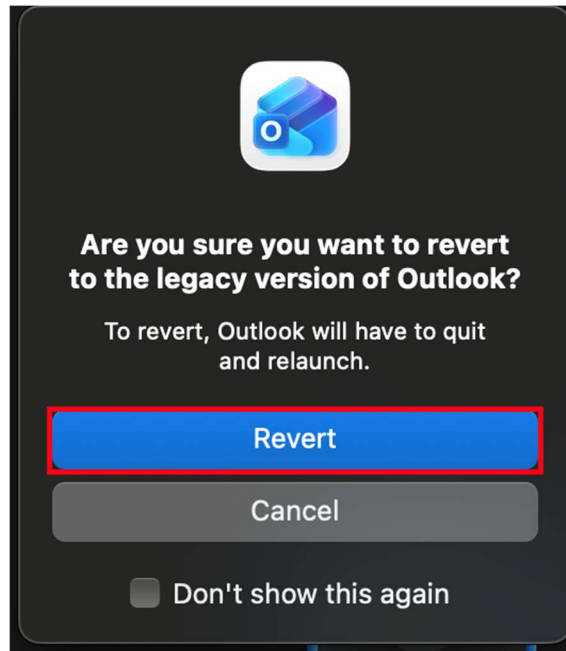 O
Are you sure you want to revert
to the legacy version of Outlook?
To revert, Outlook will have to quit
and relaunch.
Revert
Cancel
Don't show this again